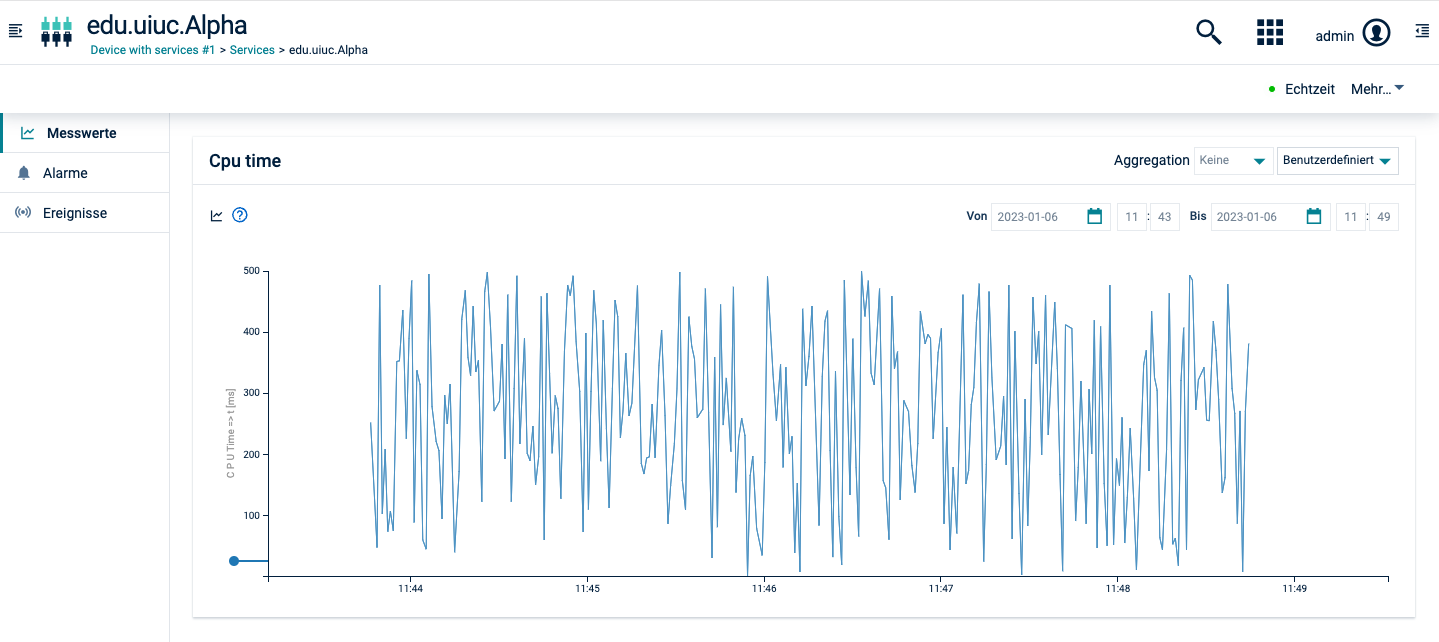 edu.uiuc.Alpha
Device with services #1 > Services > edu.uiuc.Alpha
admin
Echtzeit Mehr...
Messwerte
Alarme
Ereignisse
Cpu time
Aggregation Keine Benutzerdefiniert
Von 2023-01-06 11 : 43 Bis 2023-01-06 11 : 49
C P U Time => t [ms]
500
400
300
200
100
11:44 11:45 11:46 11:47 11:48 11:49